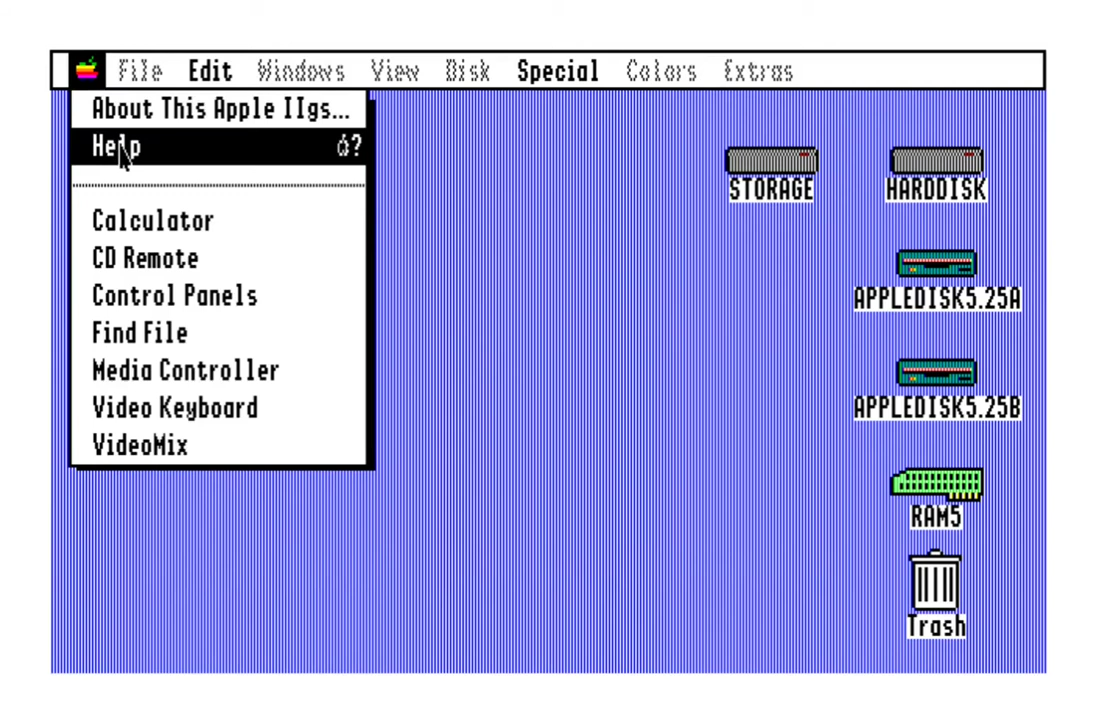 File Edit Windows View Disk Special Colors Extras
About This Apple IIgs...
Help ?
Calculator
CD Remote
Control Panels
Find File
Media Controller
Video Keyboard
VideoMix
STORAGE
HARDDISK
APPLEDISK5.25A
APPLEDISK5.25B
RAM5
Trash